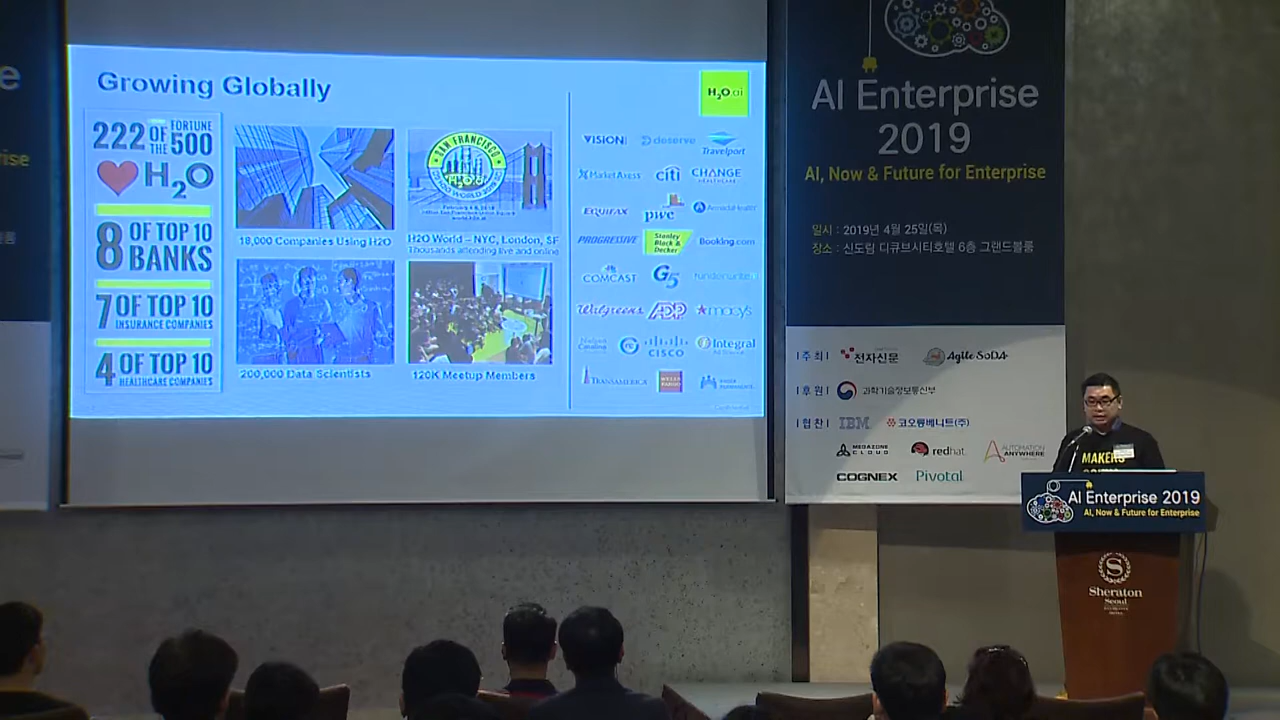 Growing Globally
H2O.ai
222 OF THE FORTUNE 500
H2O
8 OF TOP 10 BANKS
7 OF TOP 10
INSURANCE COMPANIES
4 OF TOP 10
HEALTHCARE COMPANIES
18,000 Companies Using H2O
SAN FRANCISCO
H2O World – NYC, London, SF
Thousands attending live and online
200,000 Data Scientists
120K Meetup Members
VISION
deserve
Travelport
MarketAxess
citi
CHANGE
HEALTHCARE
EQUIFAX
pwc
ArmadaHealth
PROGRESSIVE
Stanley
Black &
Decker
Booking.com
COMCAST
G5
Walgreens
ADP
macys
CISCO
Integral
TRANSAMERICA
WELLS
FARGO
AI Enterprise
2019
AI, Now & Future for Enterprise
일시 : 2019년 4월 25일(목)
장소 : 신도림 디큐브시티호텔 6층 그랜드볼룸
주최
전자신문
Agile SoDA
후원
과학기술정보통신부
협찬
IBM
코오롱베니트(주)
MEGAZONE
CLOUD
redhat
AUTOMATION
ANYWHERE
COGNEX
Pivotal
MAKERS
AI Enterprise 2019
AI, Now & Future for Enterprise
S
Sheraton
Seoul
e
rise